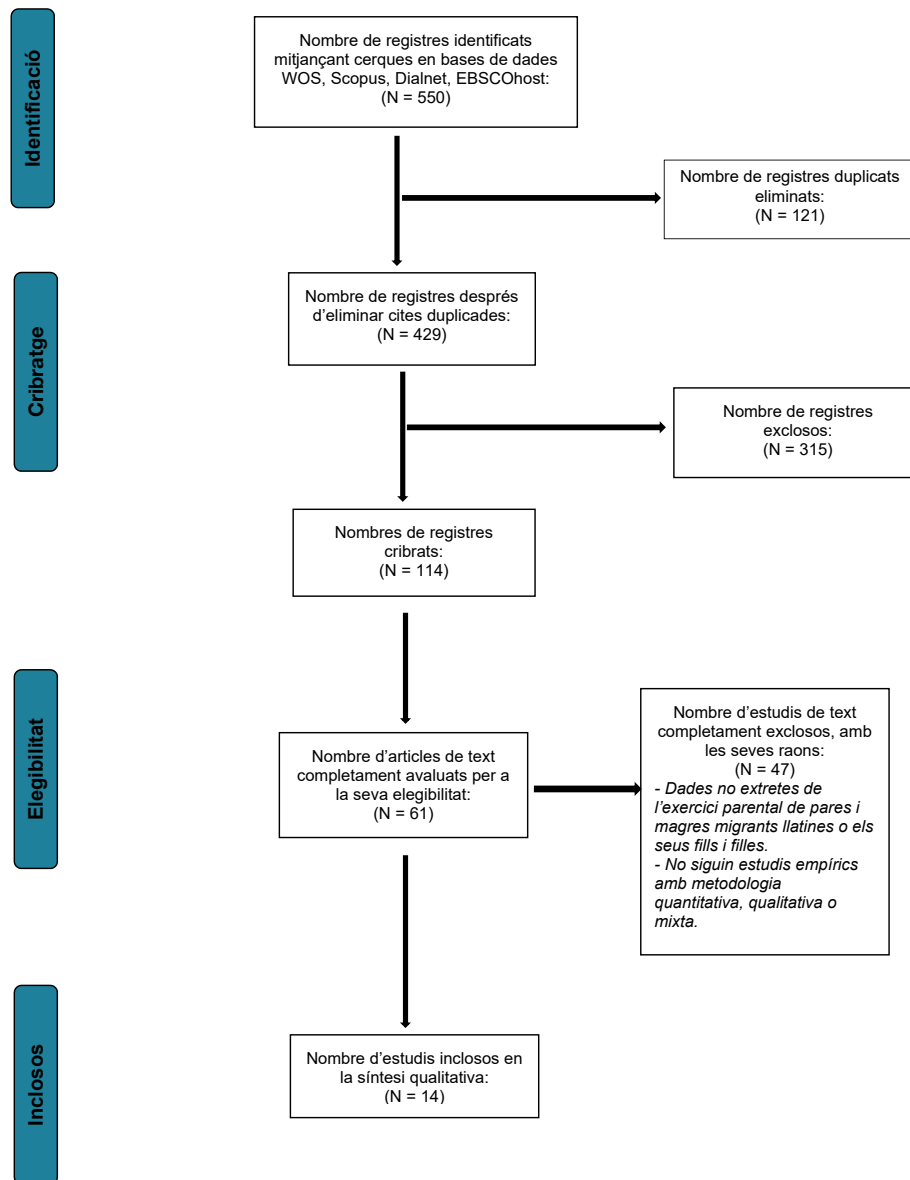 Identificació
Nombre de registres identificats
mitjançant cerques en bases de dades
WOS, Scopus, Dialnet, EBSCOhost:
(N = 550)
Nombre de registres duplicats
eliminats:
(N = 121)
Cribratge
Nombre de registres després
d’eliminar cites duplicades:
(N = 429)
Nombre de registres
exclosos:
(N = 315)
Nombres de registres
cribrats:
(N = 114)
Elegibilitat
Nombre d’articles de text
completament avaluats per a
la seva elegibilitat:
(N = 61)
Nombre d’estudis de text
completament exclosos, amb
les seves raons:
(N = 47)
- Dades no extretes de
l’exercici parental de pares i
magres migrants llatines o els
seus fills i filles.
- No siguin estudis empírics
amb metodologia
quantitativa, qualitativa o
mixta.
Inclosos
Nombre d’estudis inclosos en
la síntesi qualitativa:
(N = 14)